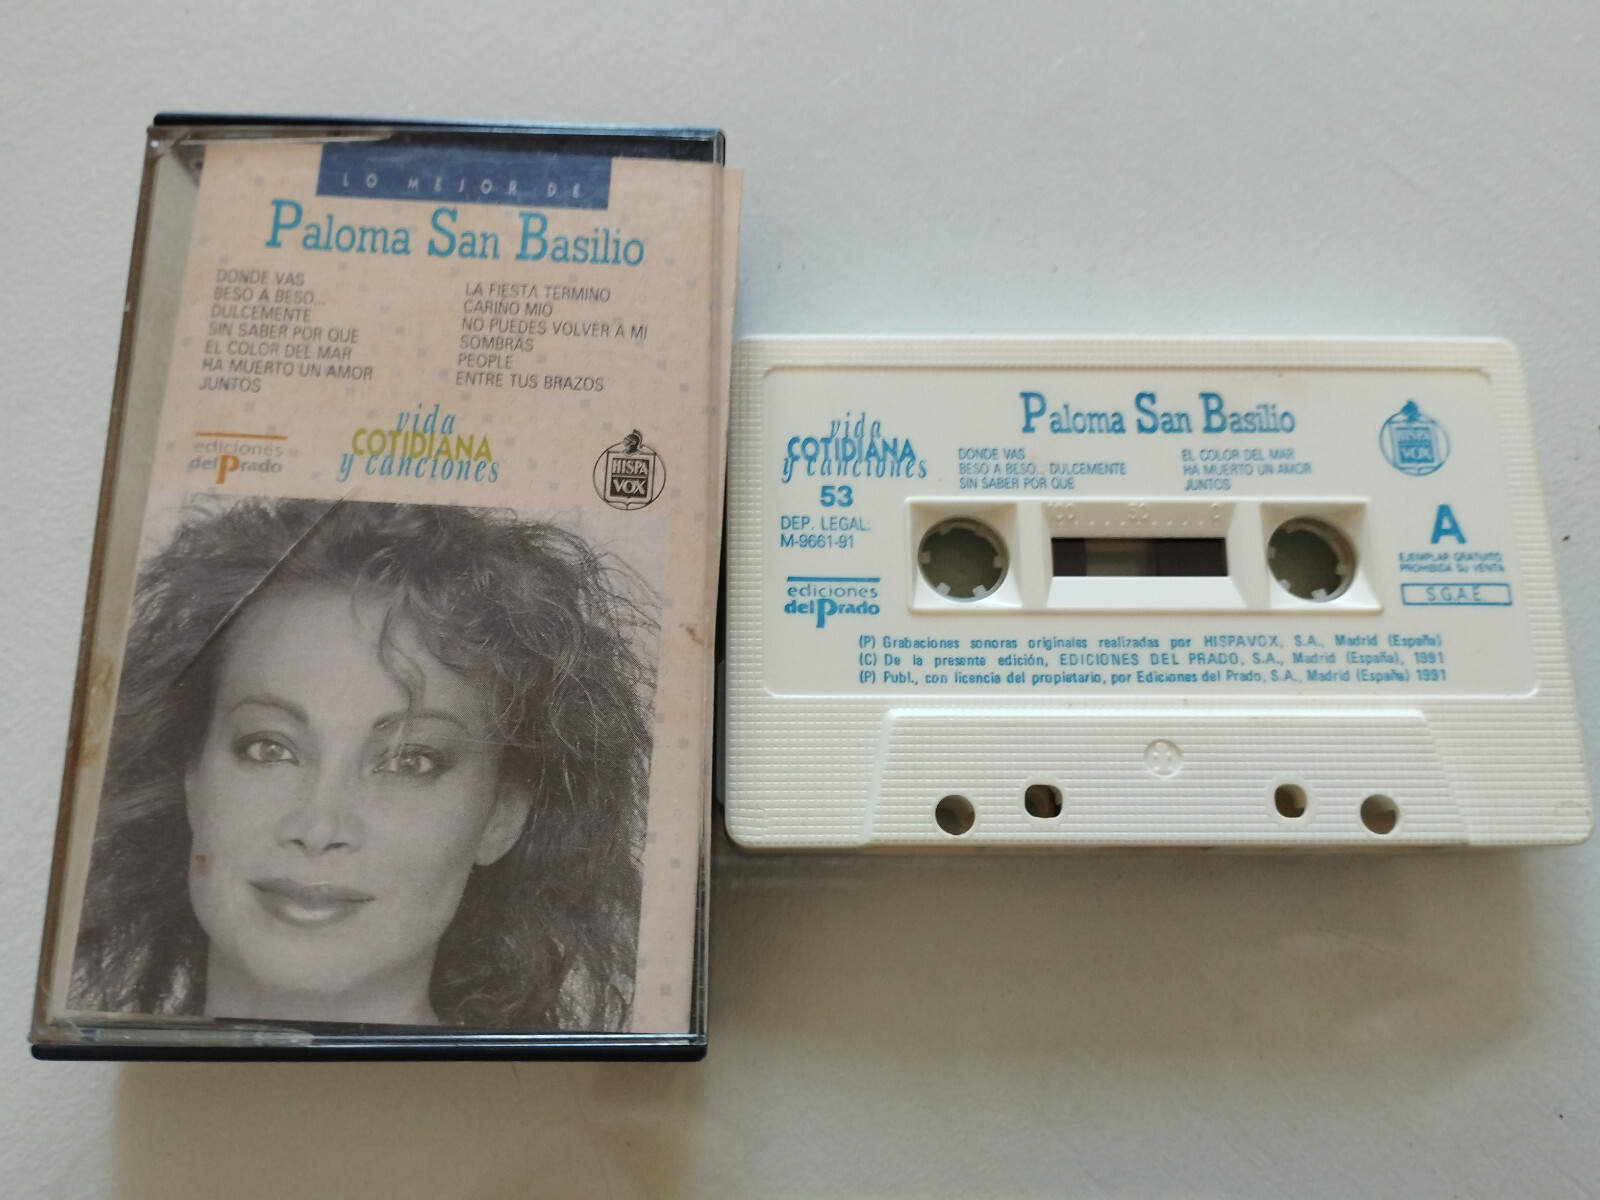 LO MEJOR DE
Paloma San Basilio
DONDE VAS
BESO A BESO...
DULCEMENTE
SIN SABER POR QUE
EL COLOR DEL MAR
HA MUERTO UN AMOR
JUNTOS
LA FIESTA TERMINO
CARIÑO MIO
NO PUEDES VOLVER A MI
SOMBRAS
PEOPLE
ENTRE TUS BRAZOS
ediciones
del Prado
vida
COTIDIANA
y canciones
HISPA
VOX
vida
COTIDIANA
y canciones
53
DEP. LEGAL:
M-9661-91
ediciones
del Prado
Paloma San Basilio
DONDE VAS
BESO A BESO... DULCEMENTE
SIN SABER POR QUE
EL COLOR DEL MAR
HA MUERTO UN AMOR
JUNTOS
HISPA
VOX
100 . . . . 50 . . . . 0
A
EJEMPLAR GRATUITO
PROHIBIDA SU VENTA
S.G.A.E.
(P) Grabaciones sonoras originales realizadas por HISPAVOX, S.A., Madrid (España)
(C) De la presente edición, EDICIONES DEL PRADO, S.A., Madrid (España), 1991
(P) Publ., con licencia del propietario, por Ediciones del Prado, S.A., Madrid (España) 1991